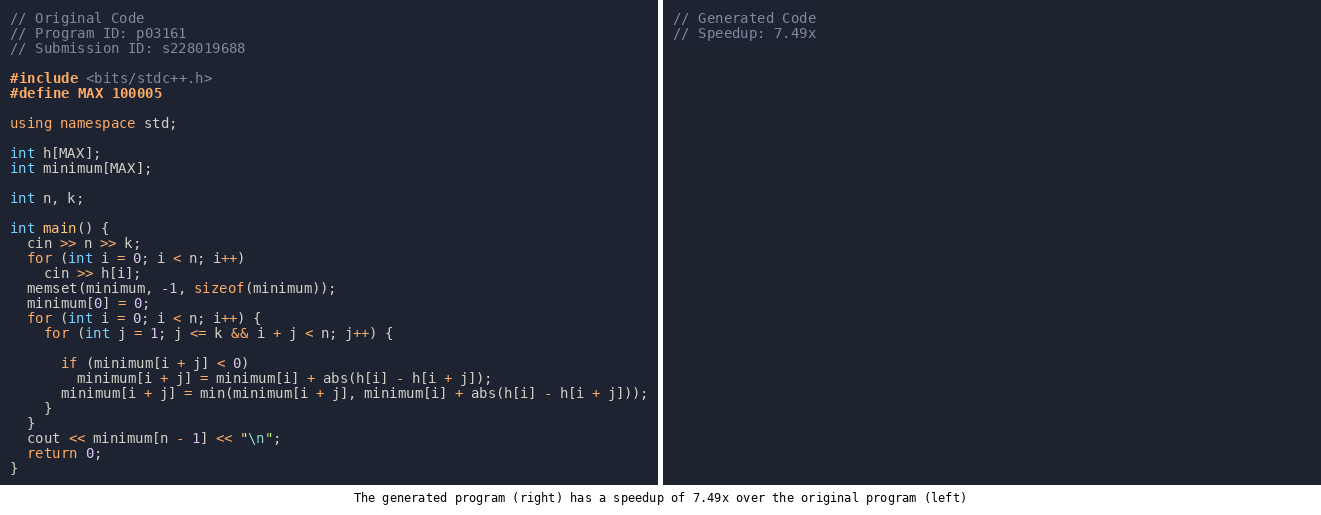 // Original Code
// Program ID: p03161
// Submission ID: s228019688
#include <bits/stdc++.h>
#define MAX 100005
using namespace std;
int h[MAX];
int minimum[MAX];
int n, k;
int main() {
  cin >> n >> k;
  for (int i = 0; i < n; i++)
    cin >> h[i];
  memset(minimum, -1, sizeof(minimum));
  minimum[0] = 0;
  for (int i = 0; i < n; i++) {
    for (int j = 1; j <= k && i + j < n; j++) {
      if (minimum[i + j] < 0)
        minimum[i + j] = minimum[i] + abs(h[i] - h[i + j]);
      minimum[i + j] = min(minimum[i + j], minimum[i] + abs(h[i] - h[i + j]));
    }
  }
  cout << minimum[n - 1] << "\n";
  return 0;
}
// Generated Code
// Speedup: 7.49x
The generated program (right) has a speedup of 7.49x over the original program (left)